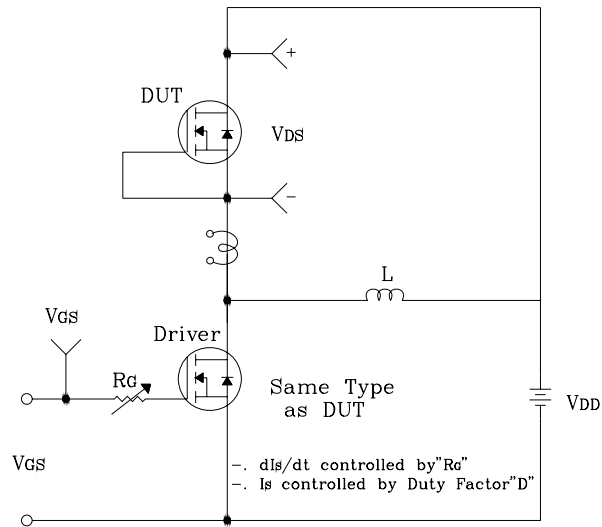 +
DUT
VDS
-
L
VGS
Driver
RG
Same Type
as DUT
VDD
VGS
-. dIs/dt controlled by"RG"
-. Is controlled by Duty Factor"D"